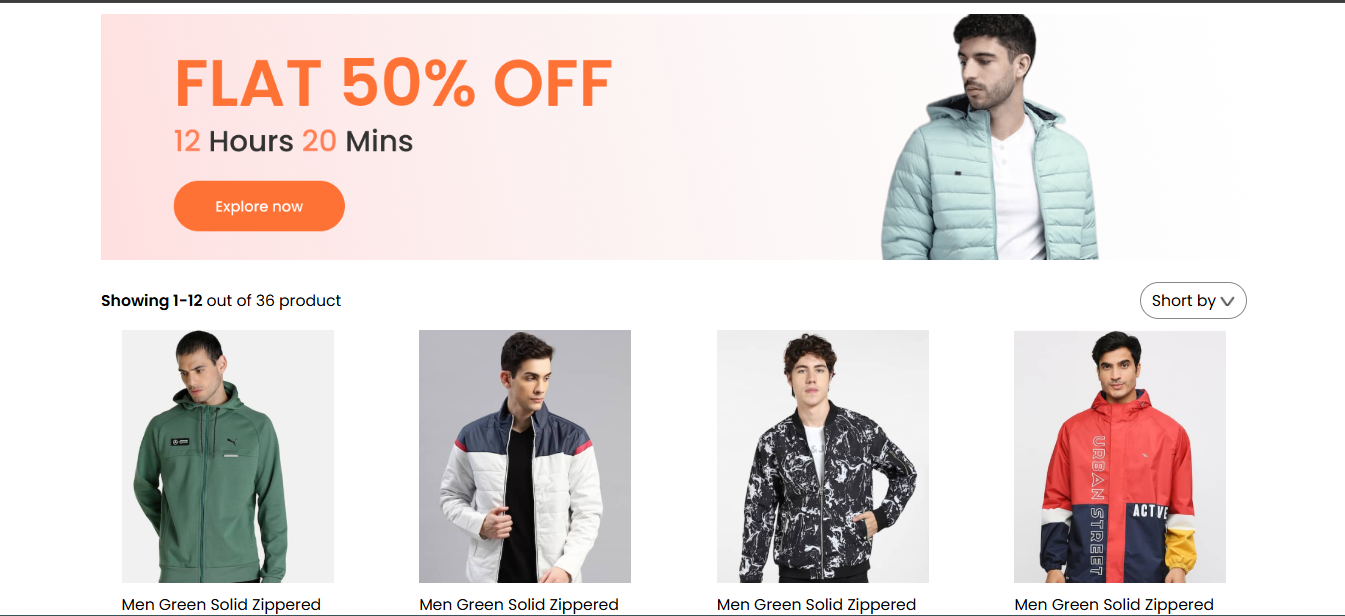 FLAT 50% OFF
12 Hours 20 Mins
Explore now
Showing 1-12 out of 36 product
Short by
URBAN STREET
ACTVE
Men Green Solid Zippered
Men Green Solid Zippered
Men Green Solid Zippered
Men Green Solid Zippered